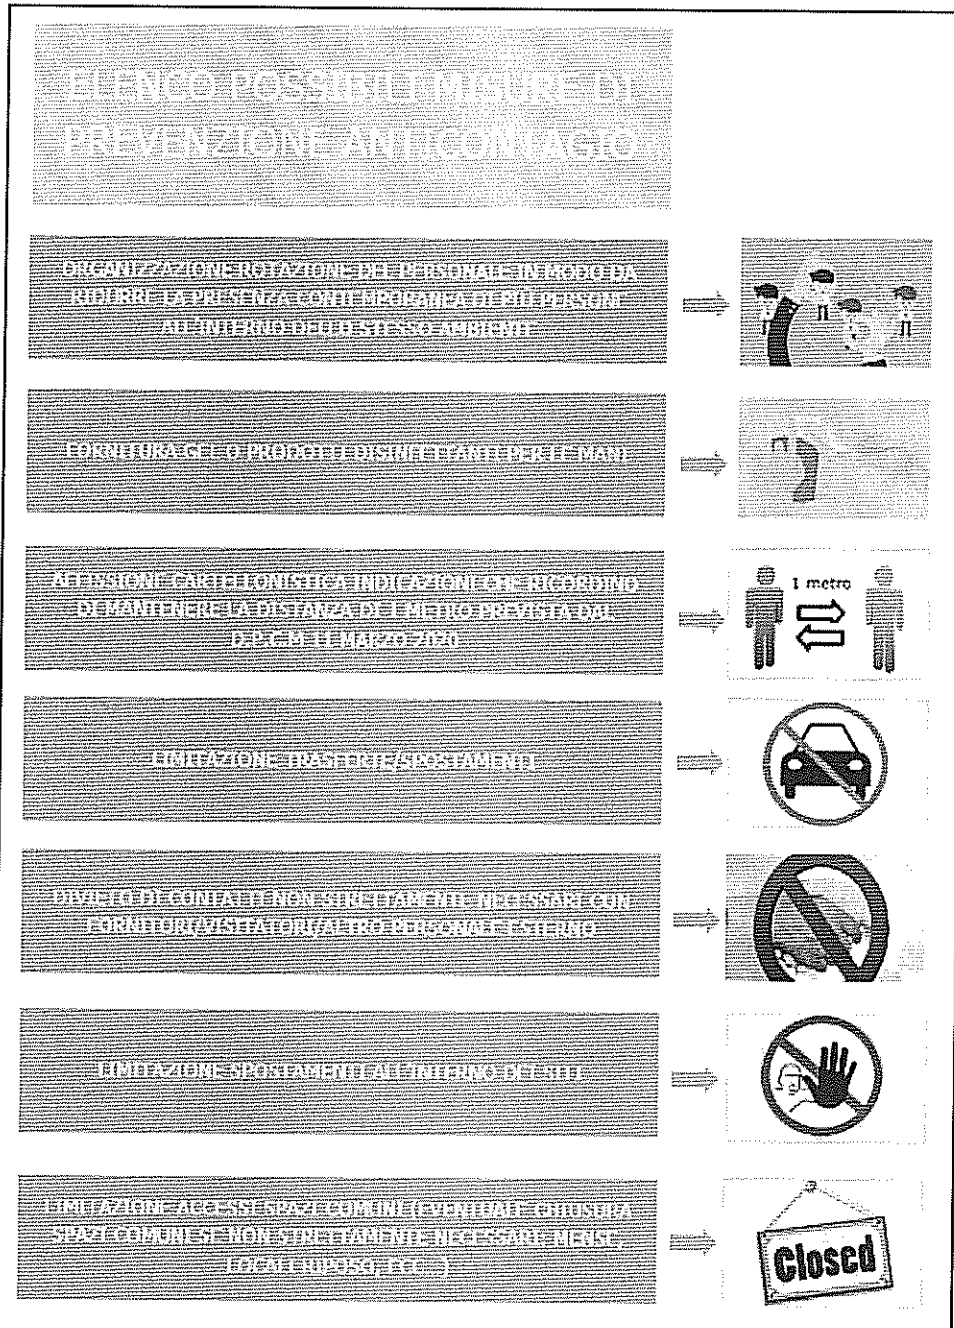 ELENCO POSSIBILI MISURE DI
PREVENZIONE ANTICONTAGIO
ORGANIZZAZIONE ROTAZIONE DEL PERSONALE IN MODO DA
RIDURRE LA PRESENZA CONTEMPORANEA DI PIÙ PERSONE
ALL'INTERNO DELLO STESSO AMBIENTE
FORNITURA GEL O PRODOTTI DISINFETTANTI PER LE MANI
AFFISSIONE CARTELLONISTICA INDICAZIONI CHE RICORDINO
DI MANTENERE LA DISTANZA DI 1 METRO PREVISTA DAL
D.P.C.M. 11 MARZO 2020
1 metro
LIMITAZIONE TRASFERTE/SPOSTAMENTI
DIVIETO DI CONTATTI NON STRETTAMENTE NECESSARI CON
FORNITORI/VISITATORI/ALTRO PERSONALE ESTERNO
LIMITAZIONE SPOSTAMENTI ALL'INTERNO DEI SITI
LIMITAZIONE ACCESSI SPAZI COMUNI (EVENTUALE CHIUSURA
SPAZI COMUNI SE NON STRETTAMENTE NECESSARI: MENSE,
LOCALI RIPOSO, ECC...)
Closed